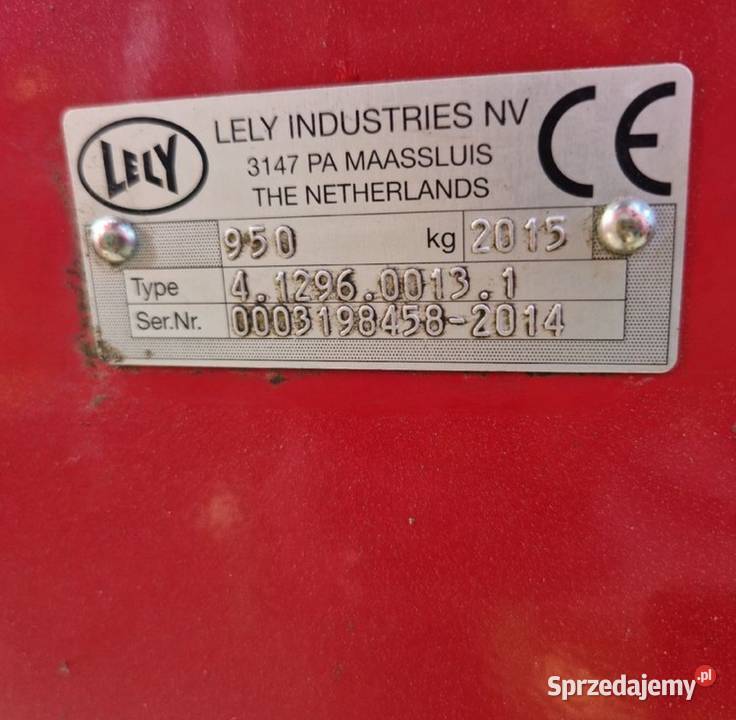 LELY
LELY INDUSTRIES NV
3147 PA MAASSLUIS
THE NETHERLANDS
CE
950 kg 2015
Type 4.1296.0013.1
Ser.Nr. 0003198458-2014
Sprzedajemy.pl